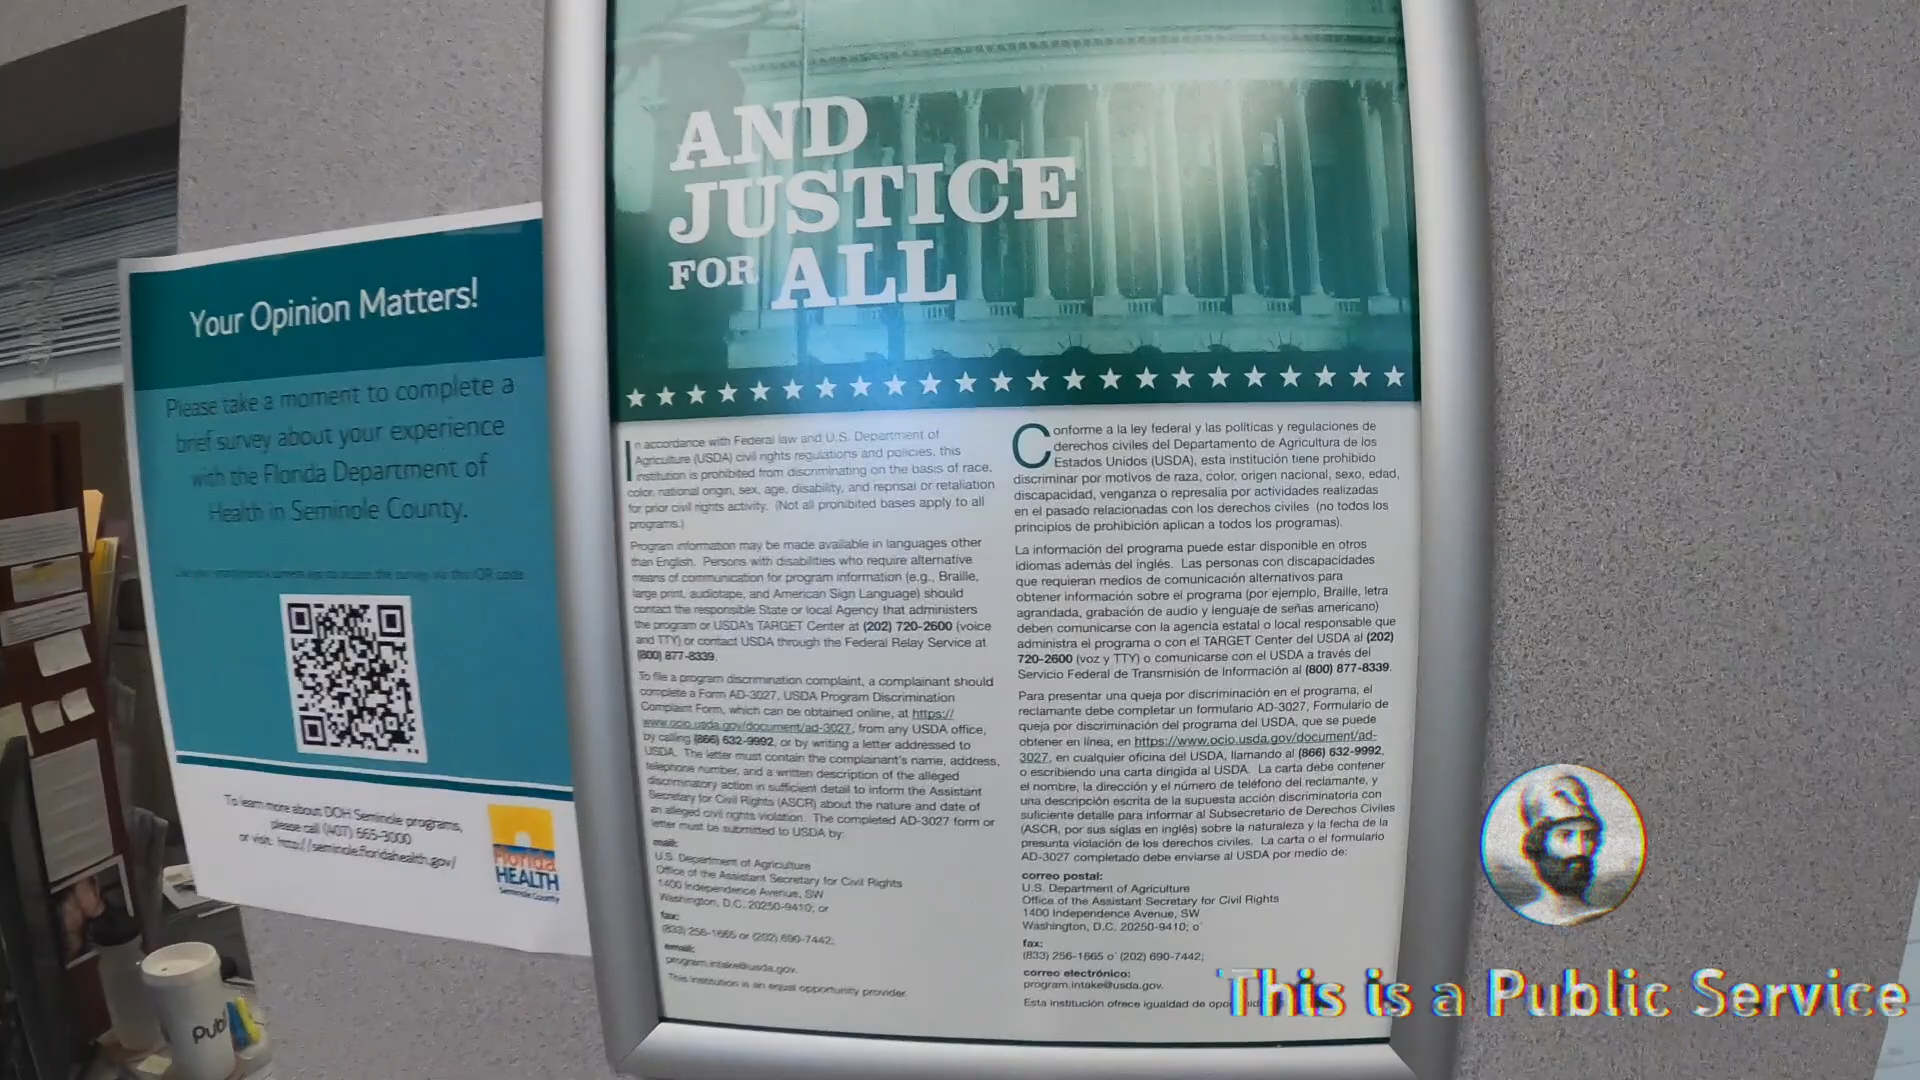 Your Opinion Matters!
Please take a moment to complete a
brief survey about your experience
with the Florida Department of
Health in Seminole County.
To learn more about DOH Seminole programs,
please call (407) 665-3000
or visit: http://seminole.floridahealth.gov/
Florida
HEALTH
Seminole County
AND
JUSTICE
FOR ALL
In accordance with Federal law and U.S. Department of
Agriculture (USDA) civil rights regulations and policies, this
institution is prohibited from discriminating on the basis of race,
color, national origin, sex, age, disability, and reprisal or retaliation
for prior civil rights activity. (Not all prohibited bases apply to all
programs.)
Program information may be made available in languages other
than English. Persons with disabilities who require alternative
means of communication for program information (e.g., Braille,
large print, audiotape, and American Sign Language) should
contact the responsible State or local Agency that administers
the program or USDA's TARGET Center at (202) 720-2600 (voice
and TTY) or contact USDA through the Federal Relay Service at
(800) 877-8339.
To file a program discrimination complaint, a complainant should
complete a Form AD-3027, USDA Program Discrimination
Complaint Form, which can be obtained online, at https://
www.ocio.usda.gov/document/ad-3027, from any USDA office,
by calling (866) 632-9992, or by writing a letter addressed to
USDA. The letter must contain the complainant's name, address,
telephone number, and a written description of the alleged
discriminatory action in sufficient detail to inform the Assistant
Secretary for Civil Rights (ASCR) about the nature and date of
an alleged civil rights violation. The completed AD-3027 form or
letter must be submitted to USDA by:
mail:
U.S. Department of Agriculture
Office of the Assistant Secretary for Civil Rights
1400 Independence Avenue, SW
Washington, D.C. 20250-9410; or
fax:
(833) 256-1665 or (202) 690-7442;
email:
program.intake@usda.gov.
This institution is an equal opportunity provider.
Conforme a la ley federal y las políticas y regulaciones de
derechos civiles del Departamento de Agricultura de los
Estados Unidos (USDA), esta institución tiene prohibido
discriminar por motivos de raza, color, origen nacional, sexo, edad,
discapacidad, venganza o represalia por actividades realizadas
en el pasado relacionadas con los derechos civiles (no todos los
principios de prohibición aplican a todos los programas).
La información del programa puede estar disponible en otros
idiomas además del inglés. Las personas con discapacidades
que requieran medios de comunicación alternativos para
obtener información sobre el programa (por ejemplo, Braille, letra
agrandada, grabación de audio y lenguaje de señas americano)
deben comunicarse con la agencia estatal o local responsable que
administra el programa o con el TARGET Center del USDA al (202)
720-2600 (voz y TTY) o comunicarse con el USDA a través del
Servicio Federal de Transmisión de Información al (800) 877-8339.
Para presentar una queja por discriminación en el programa, el
reclamante debe completar un formulario AD-3027, Formulario de
queja por discriminación del programa del USDA, que se puede
obtener en línea, en https://www.ocio.usda.gov/document/ad-
3027, en cualquier oficina del USDA, llamando al (866) 632-9992,
o escribiendo una carta dirigida al USDA. La carta debe contener
el nombre, la dirección y el número de teléfono del reclamante, y
una descripción escrita de la supuesta acción discriminatoria con
suficiente detalle para informar al Subsecretario de Derechos Civiles
(ASCR, por sus siglas en inglés) sobre la naturaleza y la fecha de la
presunta violación de los derechos civiles. La carta o el formulario
AD-3027 completado debe enviarse al USDA por medio de:
correo postal:
U.S. Department of Agriculture
Office of the Assistant Secretary for Civil Rights
1400 Independence Avenue, SW
Washington, D.C. 20250-9410; o'
fax:
(833) 256-1665 o' (202) 690-7442;
correo electrónico:
program.intake@usda.gov.
Esta institución ofrece igualdad de
This is a Public Service